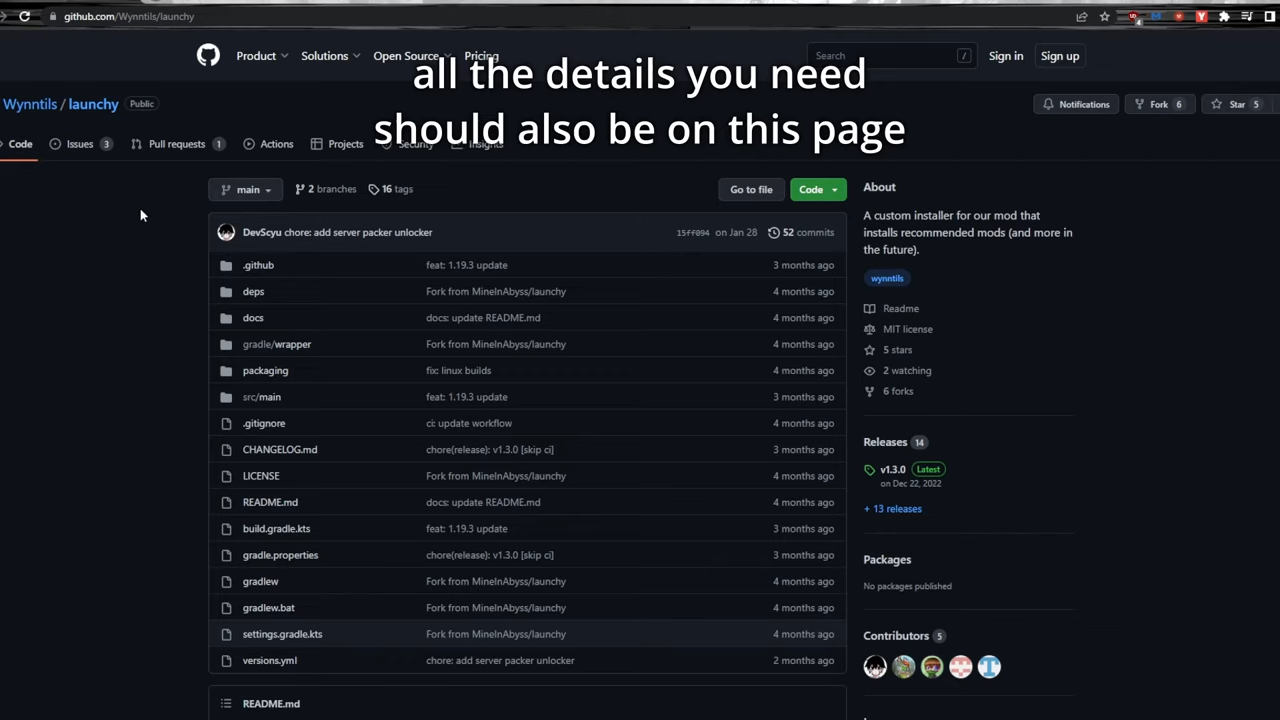 github.com/Wynntils/launchy
4
Product Solutions Open Source Pricing Search / Sign in Sign up
all the details you need
should also be on this page
Wynntils / launchy Public Notifications Fork 6 Star 5
Code Issues 3 Pull requests 1 Actions Projects Security Insights
main 2 branches 16 tags Go to file Code
DevScyu chore: add server packer unlocker 15ff094 on Jan 28 52 commits
.github feat: 1.19.3 update 3 months ago
deps Fork from MineInAbyss/launchy 4 months ago
docs docs: update README.md 4 months ago
gradle/wrapper Fork from MineInAbyss/launchy 4 months ago
packaging fix: linux builds 4 months ago
src/main feat: 1.19.3 update 3 months ago
.gitignore ci: update workflow 4 months ago
CHANGELOG.md chore(release): v1.3.0 [skip ci] 3 months ago
LICENSE Fork from MineInAbyss/launchy 4 months ago
README.md docs: update README.md 4 months ago
build.gradle.kts feat: 1.19.3 update 3 months ago
gradle.properties chore(release): v1.3.0 [skip ci] 3 months ago
gradlew Fork from MineInAbyss/launchy 4 months ago
gradlew.bat Fork from MineInAbyss/launchy 4 months ago
settings.gradle.kts Fork from MineInAbyss/launchy 4 months ago
versions.yml chore: add server packer unlocker 2 months ago
README.md
About
A custom installer for our mod that
installs recommended mods (and more in
the future).
wynntils
Readme
MIT license
5 stars
2 watching
6 forks
Releases 14
v1.3.0 Latest
on Dec 22, 2022
+ 13 releases
Packages
No packages published
Contributors 5